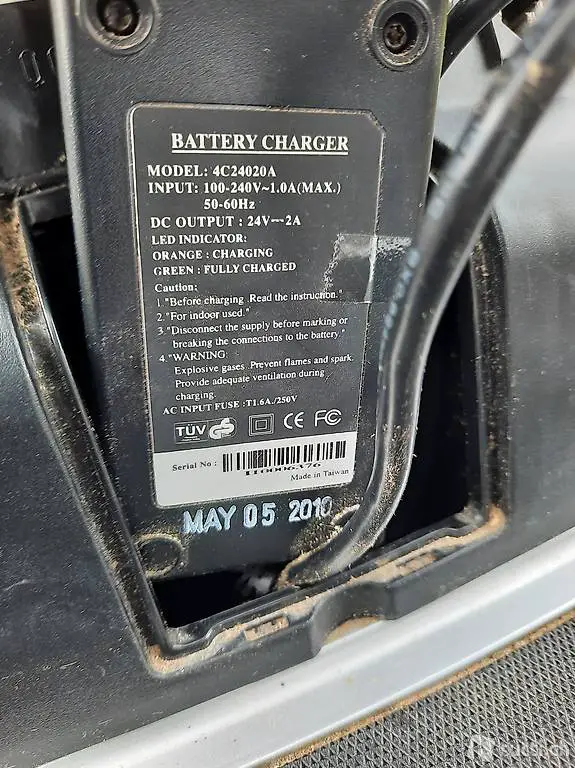 BATTERY CHARGER
MODEL: 4C24020A
INPUT: 100-240V~1.0A(MAX.)
50-60Hz
DC OUTPUT : 24V⎓2A
LED INDICATOR:
ORANGE : CHARGING
GREEN : FULLY CHARGED
Caution:
1."Before charging .Read the instruction."
2."For indoor used."
3."Disconnect the supply before marking or
breaking the connections to the battery."
4."WARNING:
Explosive gases. Prevent flames and spark.
Provide adequate ventilation during
charging.
AC INPUT FUSE :T1.6A./250V
TÜV GS CE FC
Serial No :
110006376
Made in Taiwan
MAY 05 2010